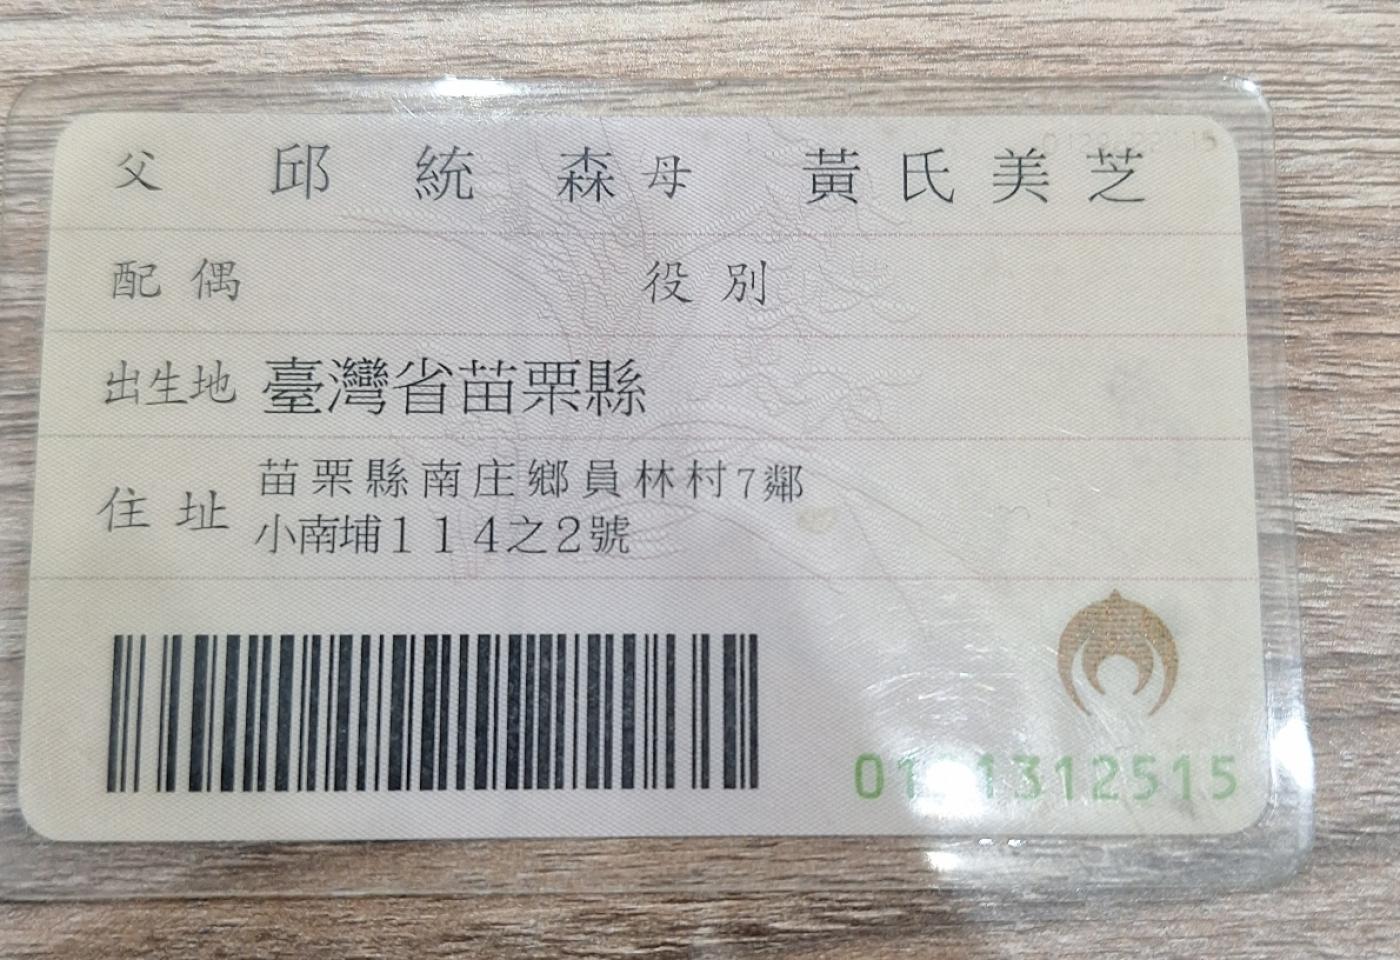 父 邱統森 母 黃氏美芝
配偶 役別
出生地 臺灣省苗栗縣
住址 苗栗縣南庄鄉員林村7鄰
小南埔114之2號